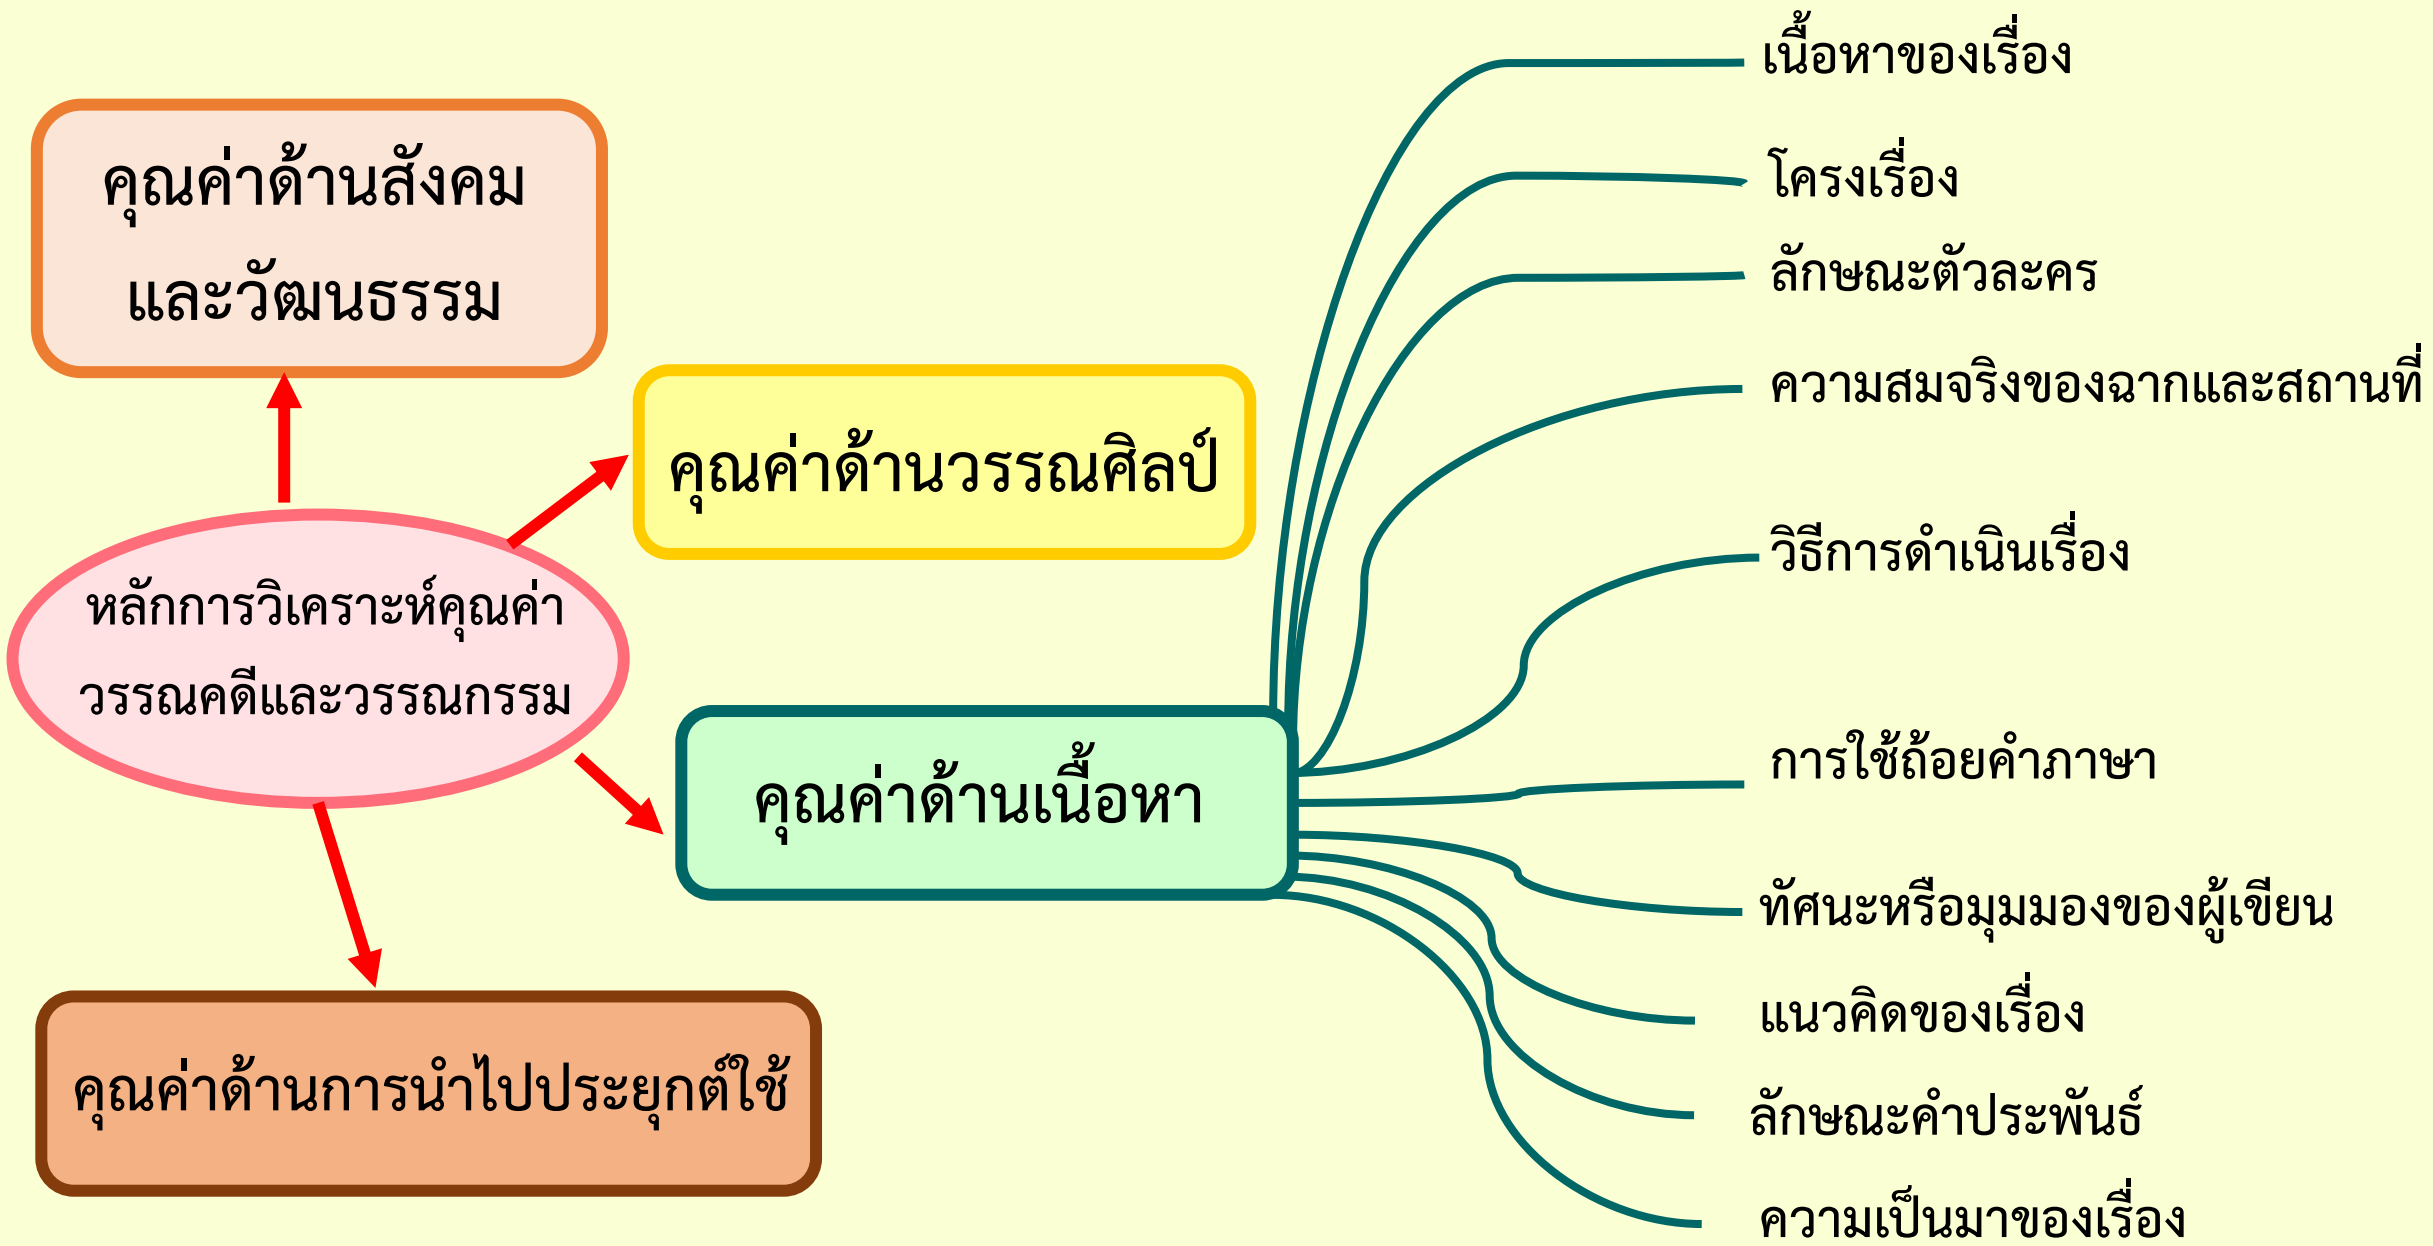 คุณค่าด้านสังคม
และวัฒนธรรม
คุณค่าด้านวรรณศิลป์
หลักการวิเคราะห์คุณค่า
วรรณคดีและวรรณกรรม
คุณค่าด้านเนื้อหา
คุณค่าด้านการนำไปประยุกต์ใช้
เนื้อหาของเรื่อง
โครงเรื่อง
ลักษณะตัวละคร
ความสมจริงของฉากและสถานที่
วิธีการดำเนินเรื่อง
การใช้ถ้อยคำภาษา
ทัศนะหรือมุมมองของผู้เขียน
แนวคิดของเรื่อง
ลักษณะคำประพันธ์
ความเป็นมาของเรื่อง